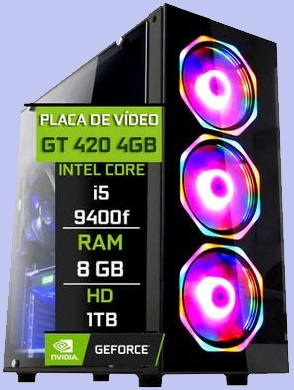 PLACA DE VÍDEO
GT 420 4GB
INTEL CORE
i5
9400f
RAM
8 GB
HD
1TB
NVIDIA. GEFORCE